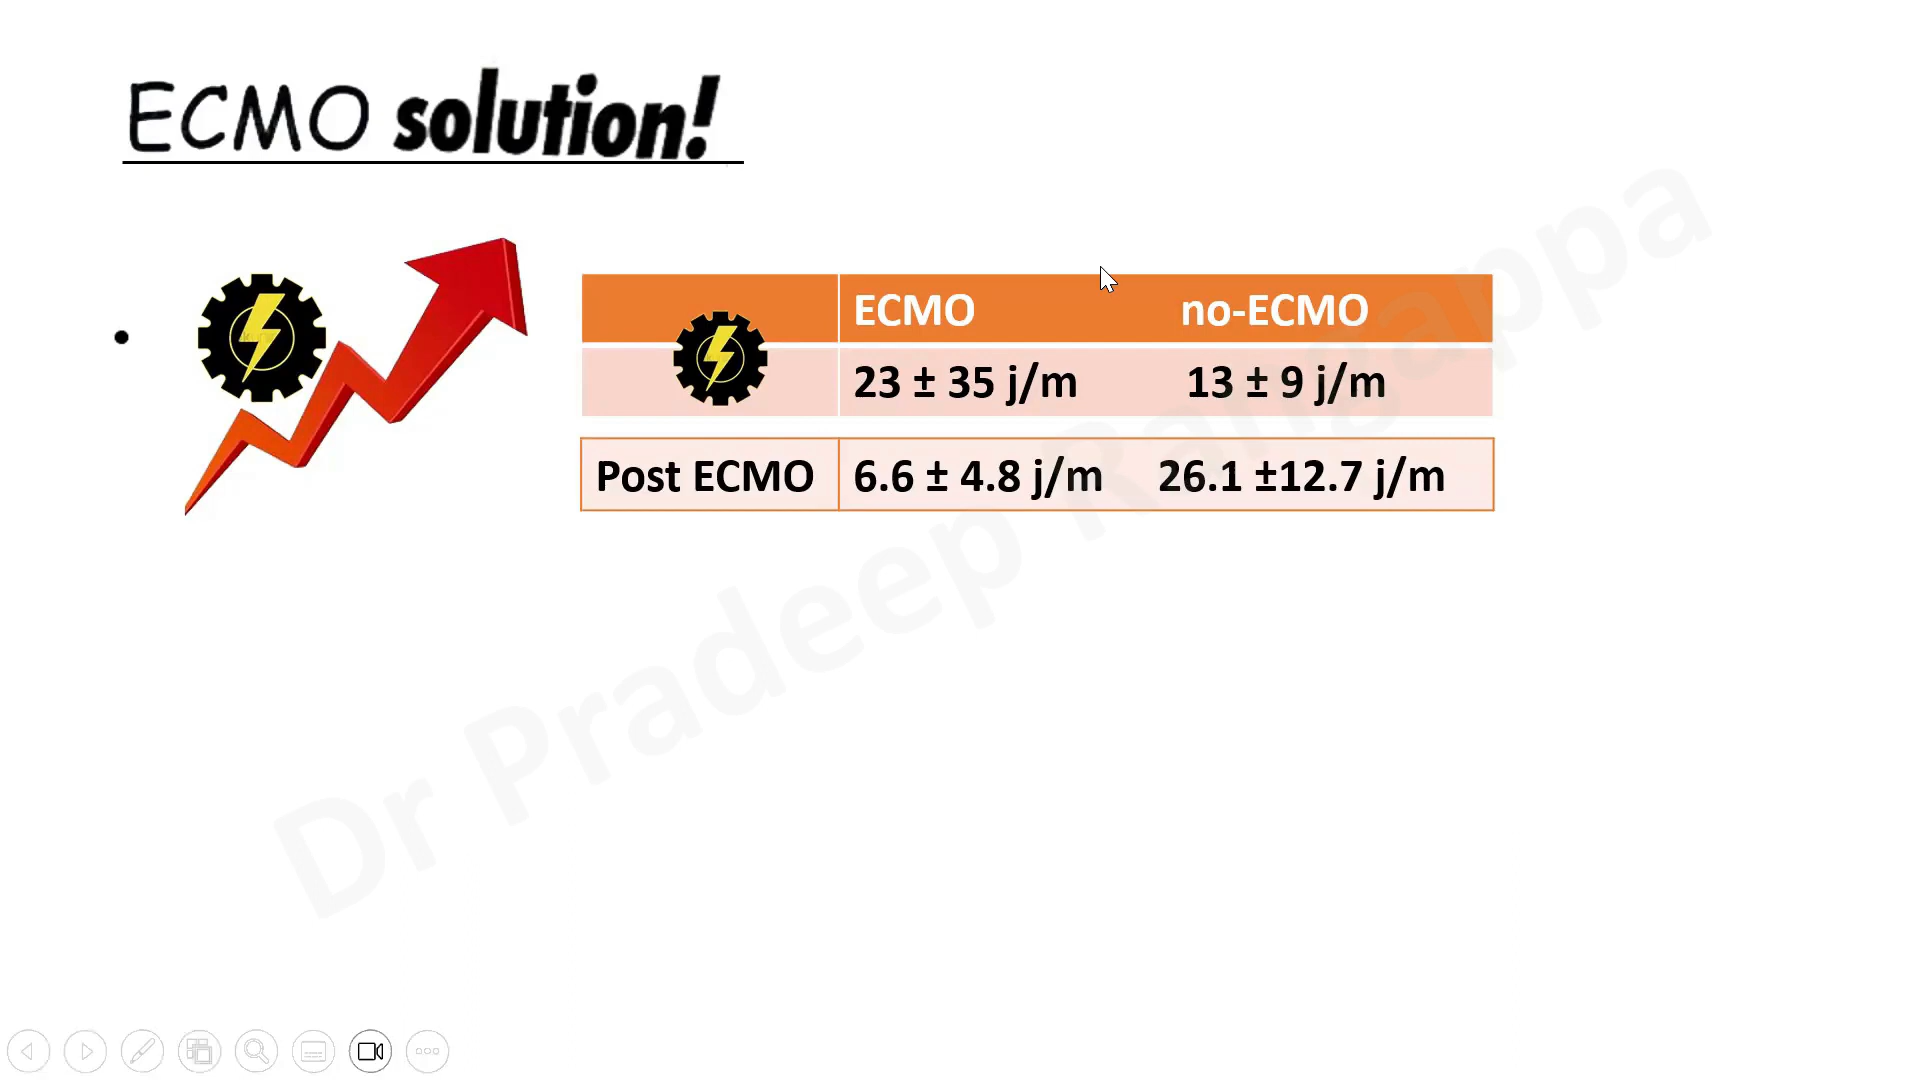 ECMO solution!
ECMO no-ECMO
23 ± 35 j/m 13 ± 9 j/m
Post ECMO 6.6 ± 4.8 j/m 26.1 ±12.7 j/m
Dr Pradeep Rangappa